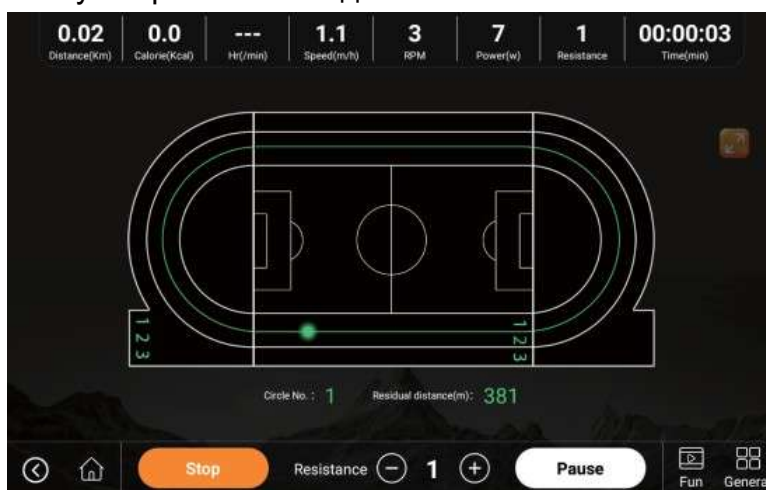 0.02 0.0 --- 1.1 3 7 1 00:00:03
Distance(Km) Calorie(Kcal) Hr(/min) Speed(m/h) RPM Power(w) Resistance Time(min)
1 2 3
1 2 3
Circle No. : 1 Residual distance(m): 381
Stop Resistance 1 Pause
Fun Genera